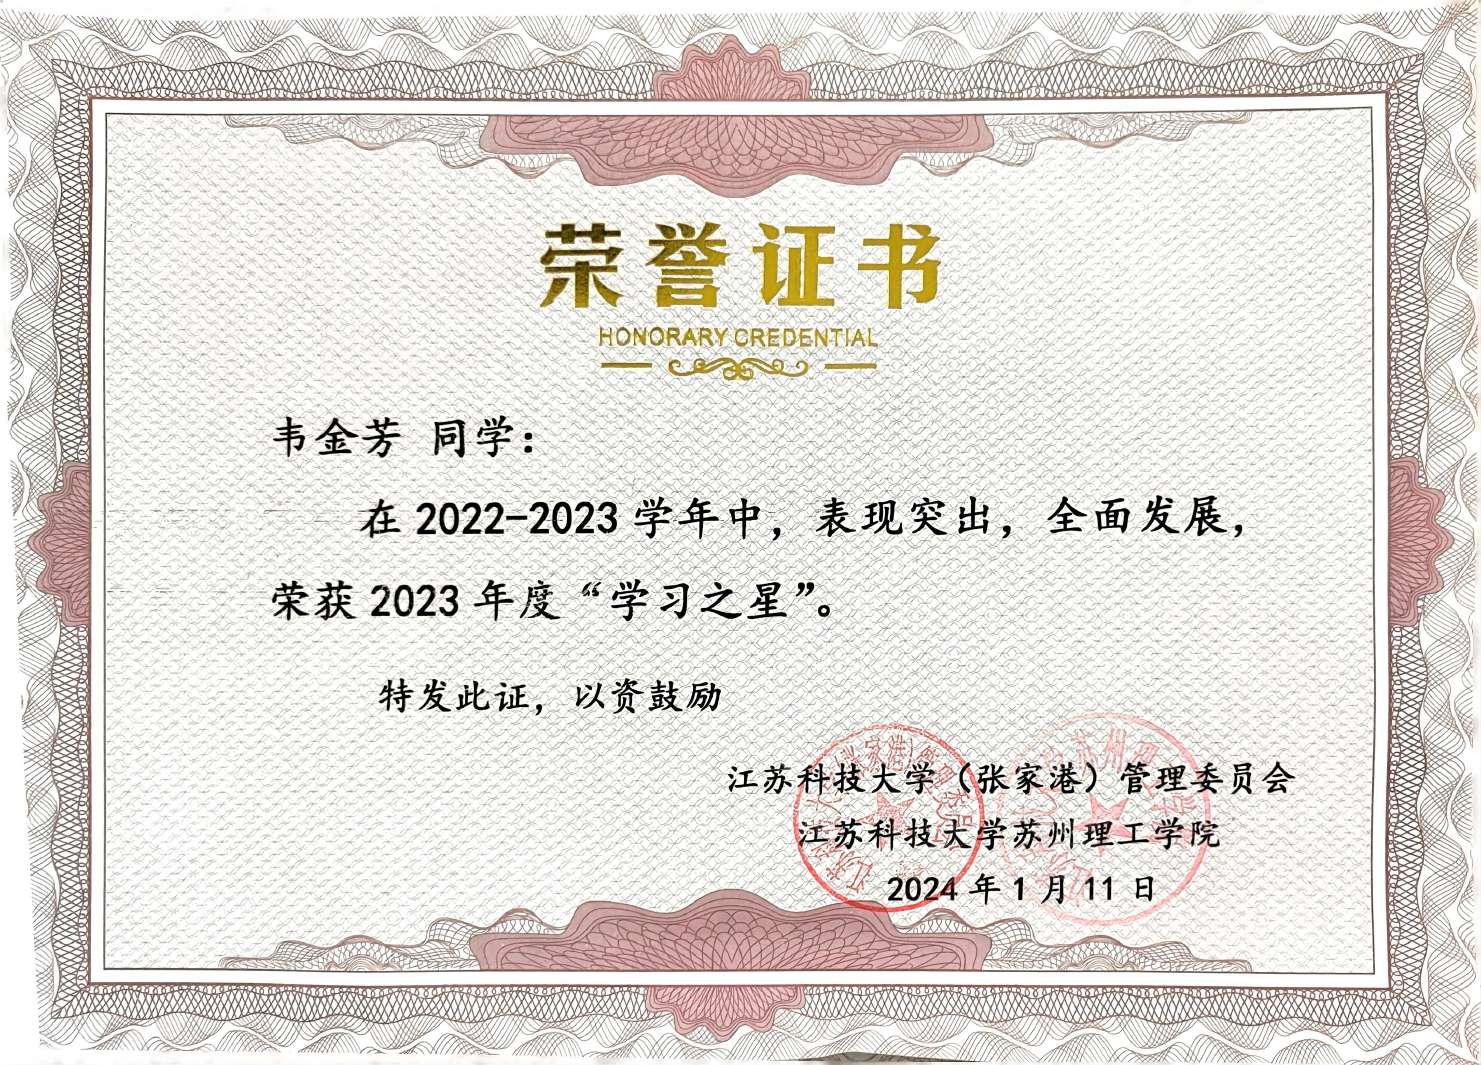 荣誉证书
HONORARY CREDENTIAL
韦金芳 同学：
在 2022-2023 学年中，表现突出，全面发展，
荣获 2023 年度“学习之星”。
特发此证，以资鼓励
江苏科技大学（张家港）管理委员会
江苏科技大学苏州理工学院
2024 年 1 月 11 日